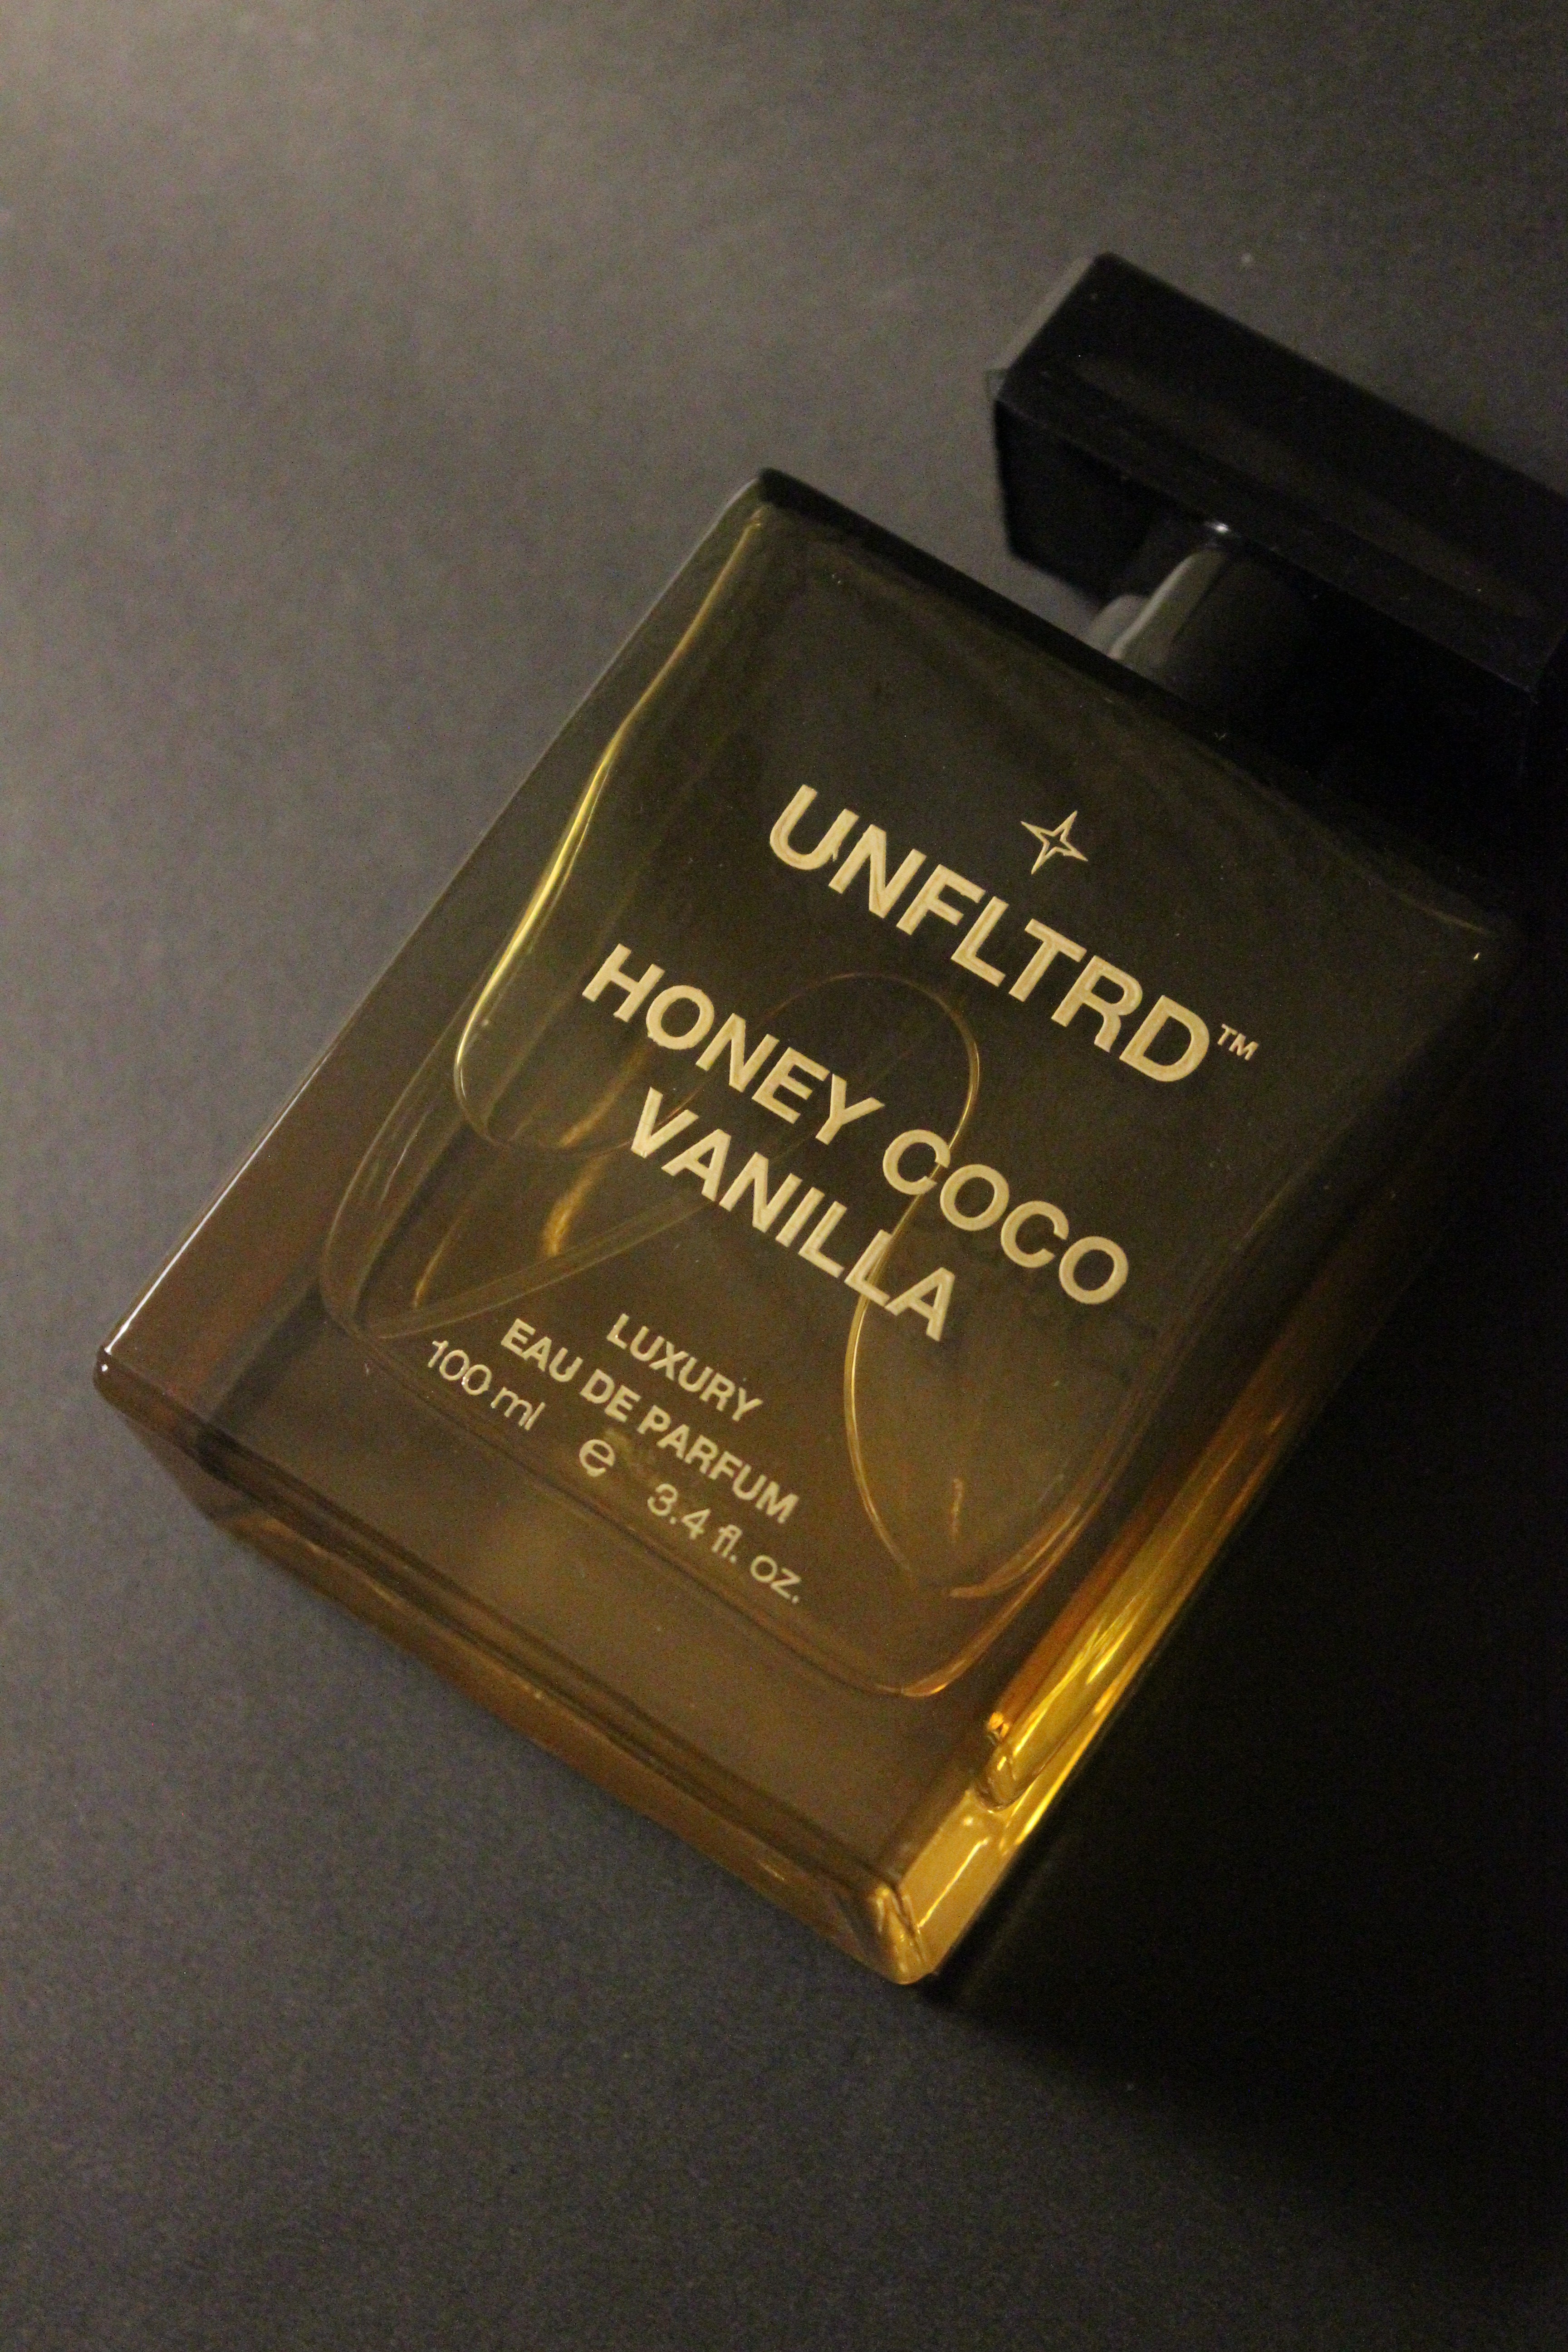 UNFLTRD™
HONEY COCO
VANILLA
LUXURY
EAU DE PARFUM
100 ml ℮ 3.4 fl. oz.